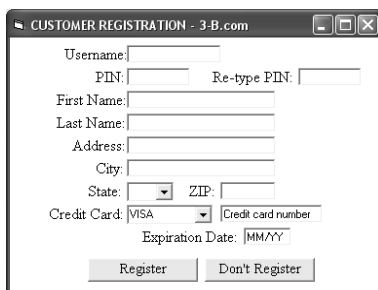 CUSTOMER REGISTRATION - 3-B.com
Username:
PIN: Re-type PIN:
First Name:
Last Name:
Address:
City:
State: ZIP:
Credit Card: VISA Credit card number
Expiration Date: MM/YY
Register Don't Register